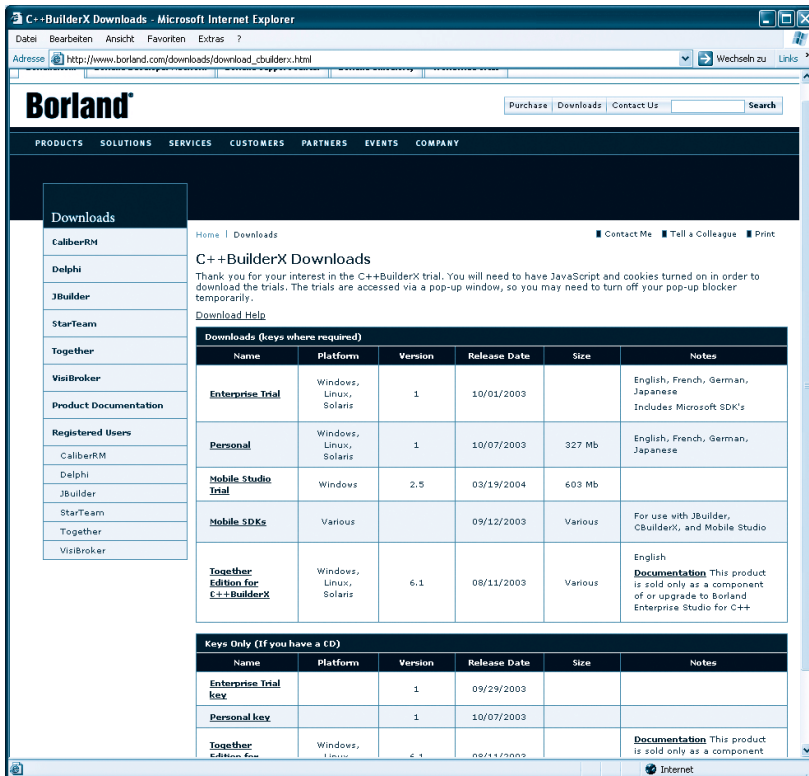 C++BuilderX Downloads - Microsoft Internet Explorer
Datei Bearbeiten Ansicht Favoriten Extras ?
Adresse http://www.borland.com/downloads/download_cbuilderx.html Wechseln zu Links
Borland
Purchase Downloads Contact Us Search
PRODUCTS SOLUTIONS SERVICES CUSTOMERS PARTNERS EVENTS COMPANY
Downloads
CaliberRM
Delphi
JBuilder
StarTeam
Together
VisiBroker
Product Documentation
Registered Users
CaliberRM
Delphi
JBuilder
StarTeam
Together
VisiBroker
Home | Downloads
Contact Me Tell a Colleague Print
C++BuilderX Downloads
Thank you for your interest in the C++BuilderX trial. You will need to have JavaScript and cookies turned on in order to
download the trials. The trials are accessed via a pop-up window, so you may need to turn off your pop-up blocker
temporarily.
Download Help
Downloads (keys where required)
Name Platform Version Release Date Size Notes
Enterprise Trial
Windows,
Linux,
Solaris
1
10/01/2003
English, French, German,
Japanese
Includes Microsoft SDK's
Personal
Windows,
Linux,
Solaris
1
10/07/2003
327 Mb
English, French, German,
Japanese
Mobile Studio
Trial
Windows
2.5
03/19/2004
603 Mb
Mobile SDKs
Various
09/12/2003
Various
For use with JBuilder,
CBuilderX, and Mobile Studio
Together
Edition for
C++BuilderX
Windows,
Linux,
Solaris
6.1
08/11/2003
Various
English
Documentation This product
is sold only as a component
of or upgrade to Borland
Enterprise Studio for C++
Keys Only (If you have a CD)
Name Platform Version Release Date Size Notes
Enterprise Trial
key
1
09/29/2003
Personal key
1
10/07/2003
Together
Edition for
Windows,
Linux,
6.1
08/11/2003
Documentation This product
is sold only as a component
Internet